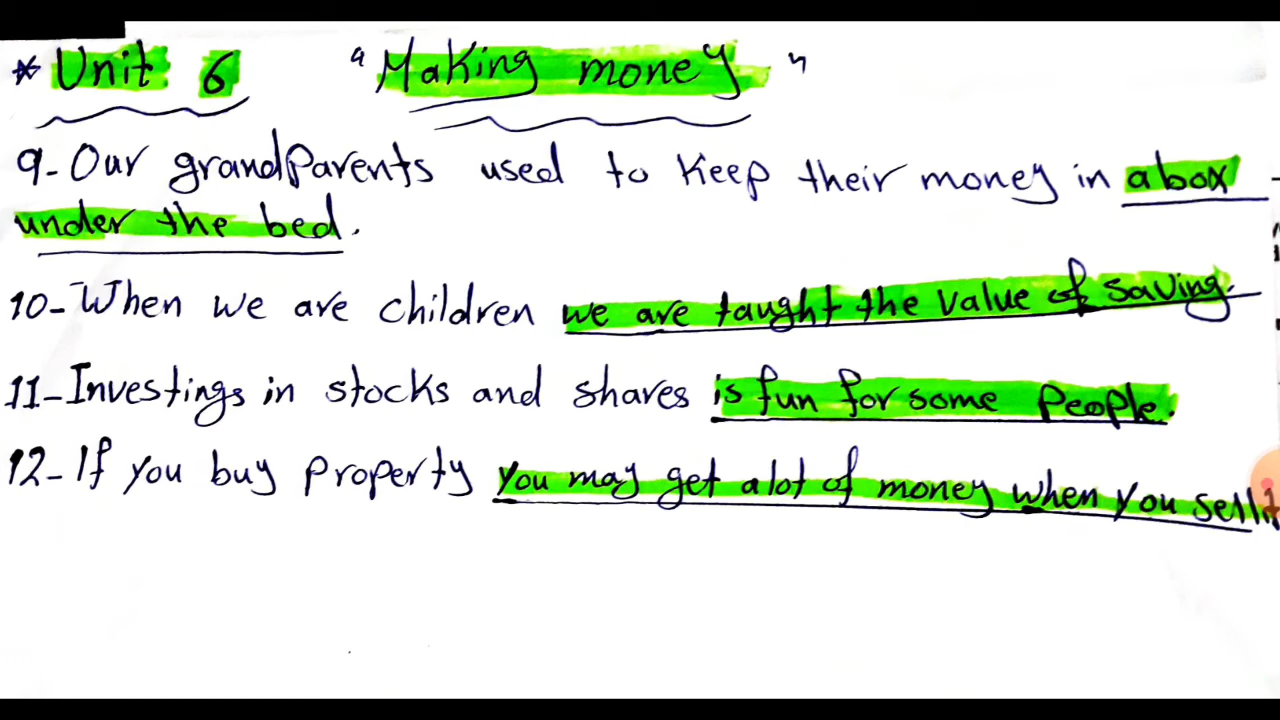 * Unit 6 "Making money"
9- Our grandparents used to keep their money in a box
under the bed.
10- When we are children we are taught the value of saving.
11- Investings in stocks and shares is fun for some people.
12- If you buy property you may get a lot of money when you sell it